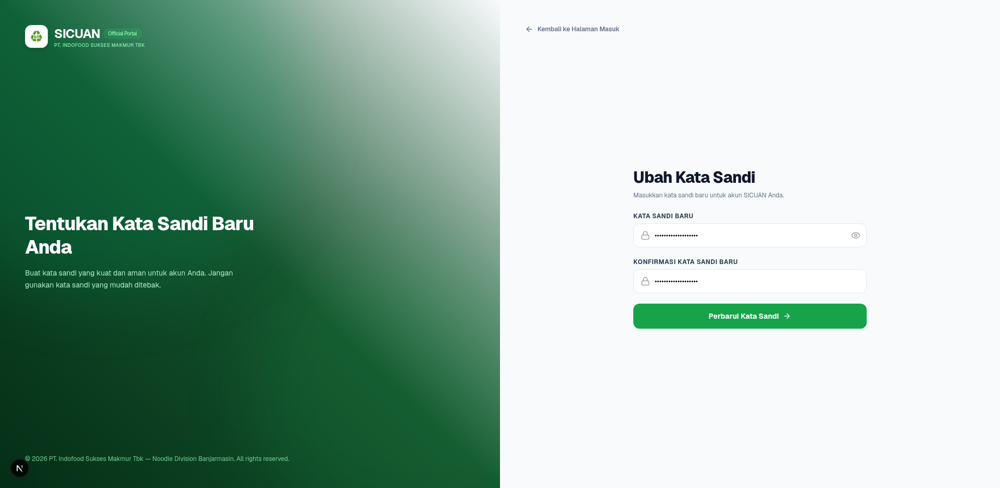 SICUAN Official Portal
PT. INDOFOOD SUKSES MAKMUR TBK
Tentukan Kata Sandi Baru
Anda
Buat kata sandi yang kuat dan aman untuk akun Anda. Jangan
gunakan kata sandi yang mudah ditebak.
© 2026 PT. Indofood Sukses Makmur Tbk — Noodle Division Banjarmasin. All rights reserved.
N
Kembali ke Halaman Masuk
Ubah Kata Sandi
Masukkan kata sandi baru untuk akun SICUAN Anda.
KATA SANDI BARU
•••••••••••••••••••
KONFIRMASI KATA SANDI BARU
•••••••••••••••••••
Perbarui Kata Sandi